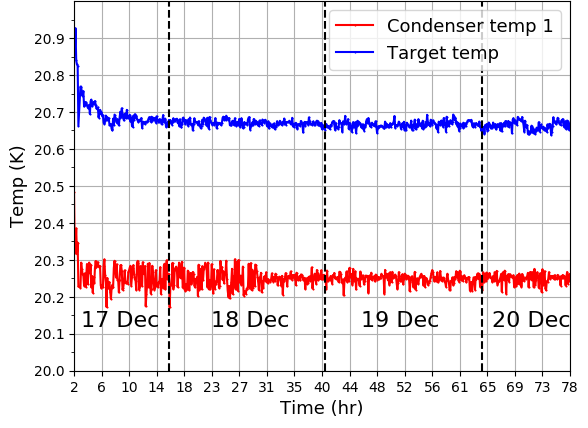 Condenser temp 1
Target temp
Temp (K)
20.9
20.8
20.7
20.6
20.5
20.4
20.3
20.2
20.1
20.0
17 Dec 18 Dec 19 Dec 20 Dec
2 6 10 14 18 23 27 31 35 40 44 48 52 56 61 65 69 73 78
Time (hr)